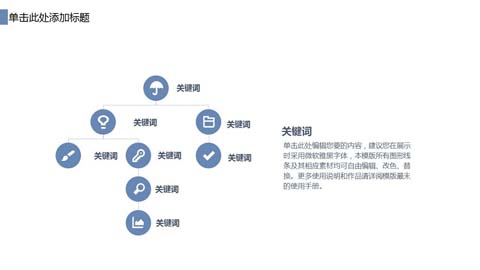 单击此处添加标题
关键词
关键词
关键词
关键词
关键词
关键词
关键词
关键词
关键词
单击此处编辑您要的内容，建议您在展示
时采用微软雅黑字体，本模版所有图形线
条及其相应素材均可自由编辑、改色、替
换。更多使用说明和作品请详阅模版最末
的使用手册。